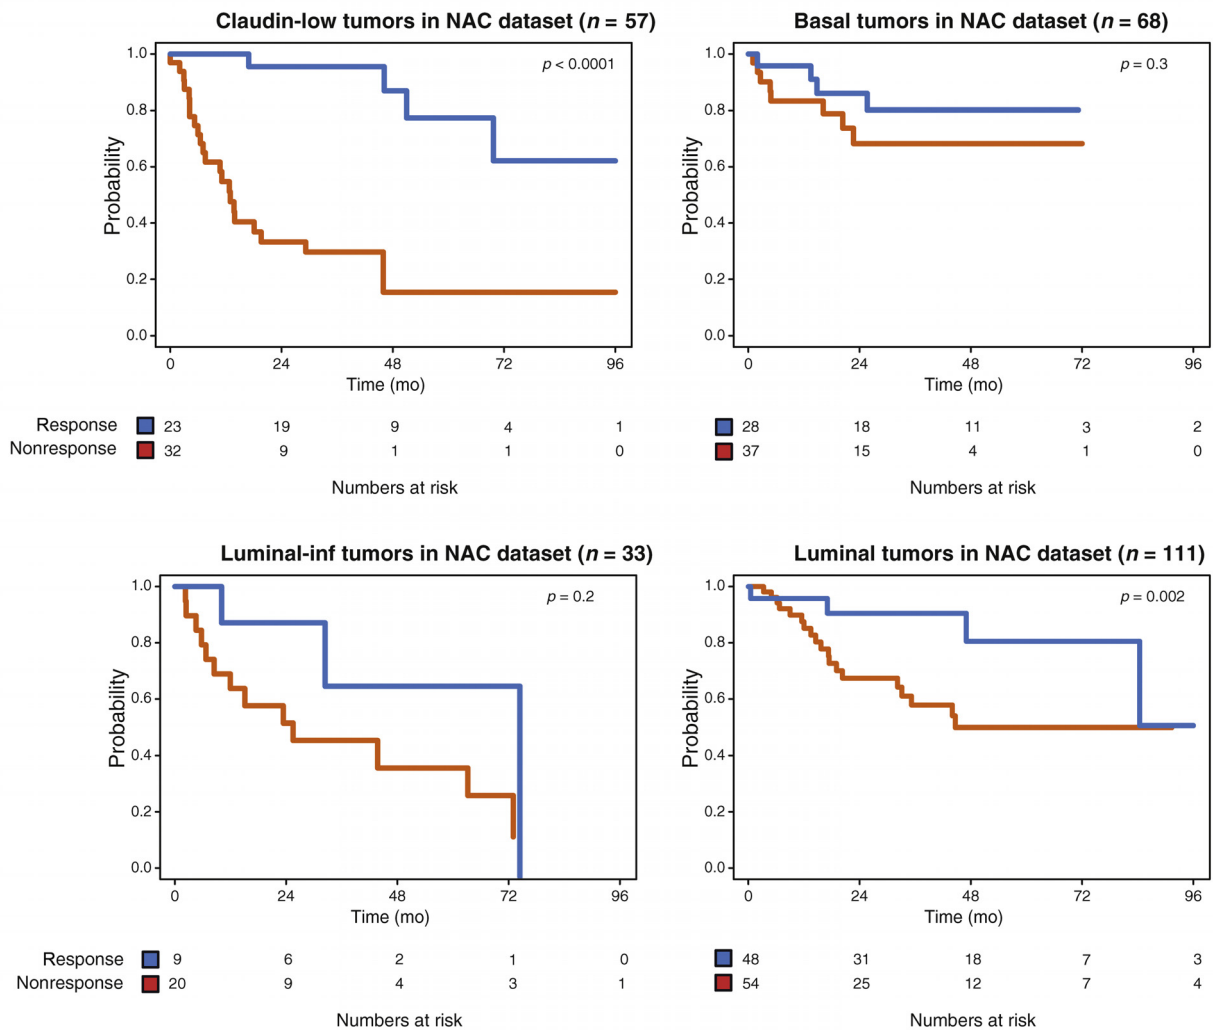 Claudin-low tumors in NAC dataset (n = 57)
p < 0.0001
Probability
1.0
0.8
0.6
0.4
0.2
0.0
0 24 48 72 96
Time (mo)
Response 23 19 9 4 1
Nonresponse 32 9 1 1 0
Numbers at risk
Basal tumors in NAC dataset (n = 68)
p = 0.3
Probability
1.0
0.8
0.6
0.4
0.2
0.0
0 24 48 72 96
Time (mo)
28 18 11 3 2
37 15 4 1 0
Numbers at risk
Luminal-inf tumors in NAC dataset (n = 33)
p = 0.2
Probability
1.0
0.8
0.6
0.4
0.2
0.0
0 24 48 72 96
Time (mo)
Response 9 6 2 1 0
Nonresponse 20 9 4 3 1
Numbers at risk
Luminal tumors in NAC dataset (n = 111)
p = 0.002
Probability
1.0
0.8
0.6
0.4
0.2
0.0
0 24 48 72 96
Time (mo)
48 31 18 7 3
54 25 12 7 4
Numbers at risk